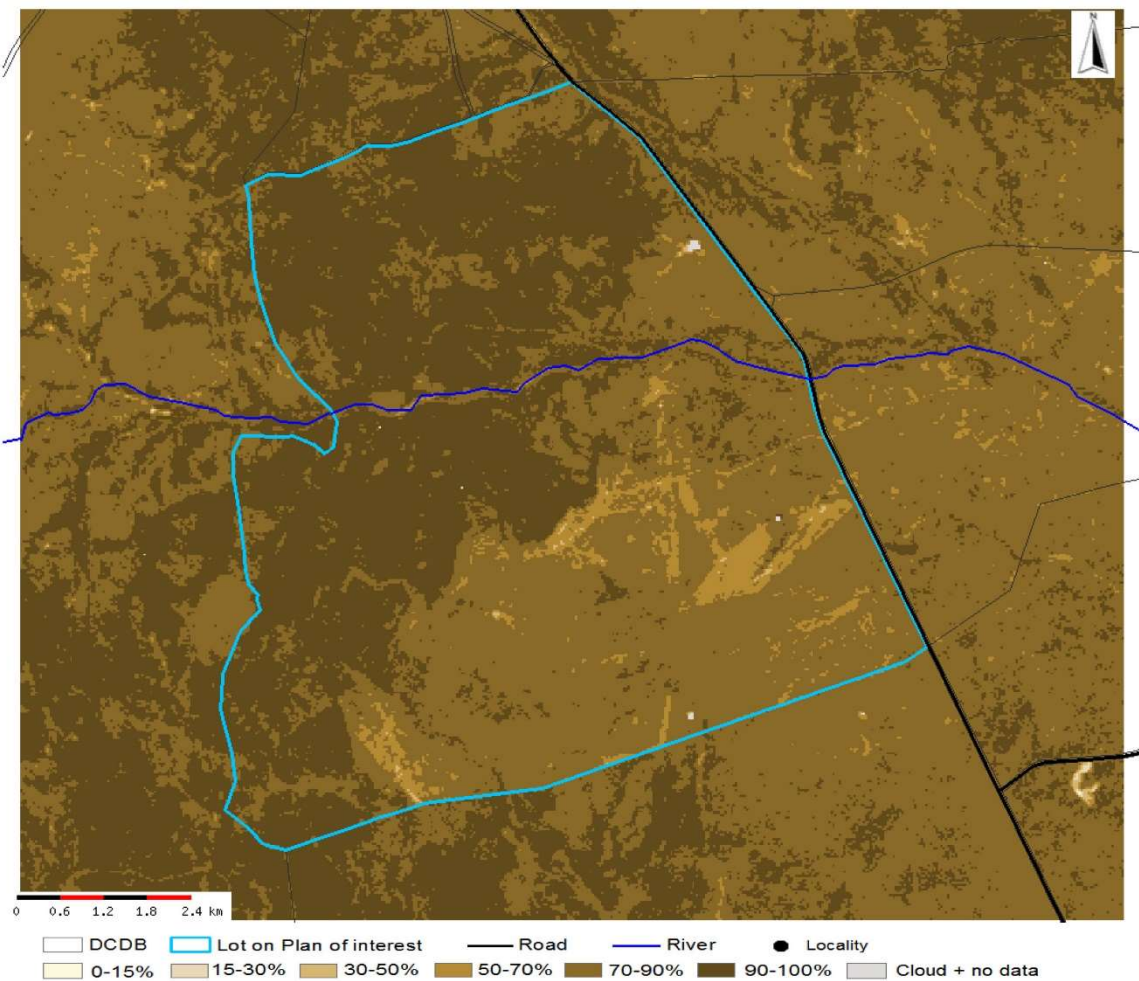 N
0 0.6 1.2 1.8 2.4 km
DCDB Lot on Plan of interest Road River Locality
0-15% 15-30% 30-50% 50-70% 70-90% 90-100% Cloud + no data